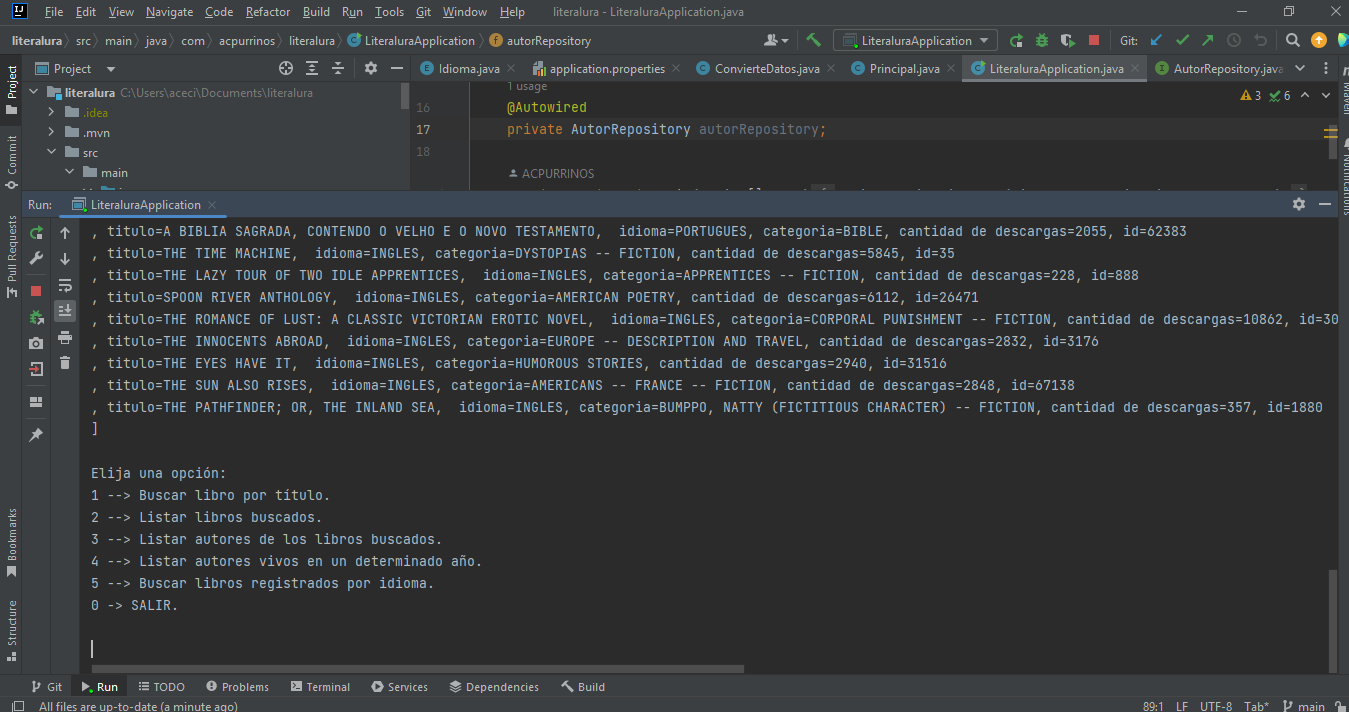 File Edit View Navigate Code Refactor Build Run Tools Git Window Help literalura - LiteraluraApplication.java
literalura src main java com acpurrinos literalura LiteraluraApplication autorRepository LiteraluraApplication Git:
Project Idioma.java application.properties ConvierteDatos.java Principal.java LiteraluraApplication.java AutorRepository.java
literalura C:\Users\aceci\Documents\literalura
.idea
.mvn
src
main
1 usage
3 6
16 @Autowired
17 private AutorRepository autorRepository;
18
ACPURRINOS
Run: LiteraluraApplication
, titulo=A BIBLIA SAGRADA, CONTENDO O VELHO E O NOVO TESTAMENTO,  idioma=PORTUGUES, categoria=BIBLE, cantidad de descargas=2055, id=62383
, titulo=THE TIME MACHINE,  idioma=INGLES, categoria=DYSTOPIAS -- FICTION, cantidad de descargas=5845, id=35
, titulo=THE LAZY TOUR OF TWO IDLE APPRENTICES,  idioma=INGLES, categoria=APPRENTICES -- FICTION, cantidad de descargas=228, id=888
, titulo=SPOON RIVER ANTHOLOGY,  idioma=INGLES, categoria=AMERICAN POETRY, cantidad de descargas=6112, id=26471
, titulo=THE ROMANCE OF LUST: A CLASSIC VICTORIAN EROTIC NOVEL,  idioma=INGLES, categoria=CORPORAL PUNISHMENT -- FICTION, cantidad de descargas=10862, id=30
, titulo=THE INNOCENTS ABROAD,  idioma=INGLES, categoria=EUROPE -- DESCRIPTION AND TRAVEL, cantidad de descargas=2832, id=3176
, titulo=THE EYES HAVE IT,  idioma=INGLES, categoria=HUMOROUS STORIES, cantidad de descargas=2940, id=31516
, titulo=THE SUN ALSO RISES,  idioma=INGLES, categoria=AMERICANS -- FRANCE -- FICTION, cantidad de descargas=2848, id=67138
, titulo=THE PATHFINDER; OR, THE INLAND SEA,  idioma=INGLES, categoria=BUMPPO, NATTY (FICTITIOUS CHARACTER) -- FICTION, cantidad de descargas=357, id=1880
]
Elija una opción:
1 --> Buscar libro por título.
2 --> Listar libros buscados.
3 --> Listar autores de los libros buscados.
4 --> Listar autores vivos en un determinado año.
5 --> Buscar libros registrados por idioma.
0 -> SALIR.
Project
Commit
Pull Requests
Bookmarks
Structure
Maven
Notifications
Git Run TODO Problems Terminal Services Dependencies Build
All files are up-to-date (a minute ago) 89:1 LF UTF-8 Tab* main